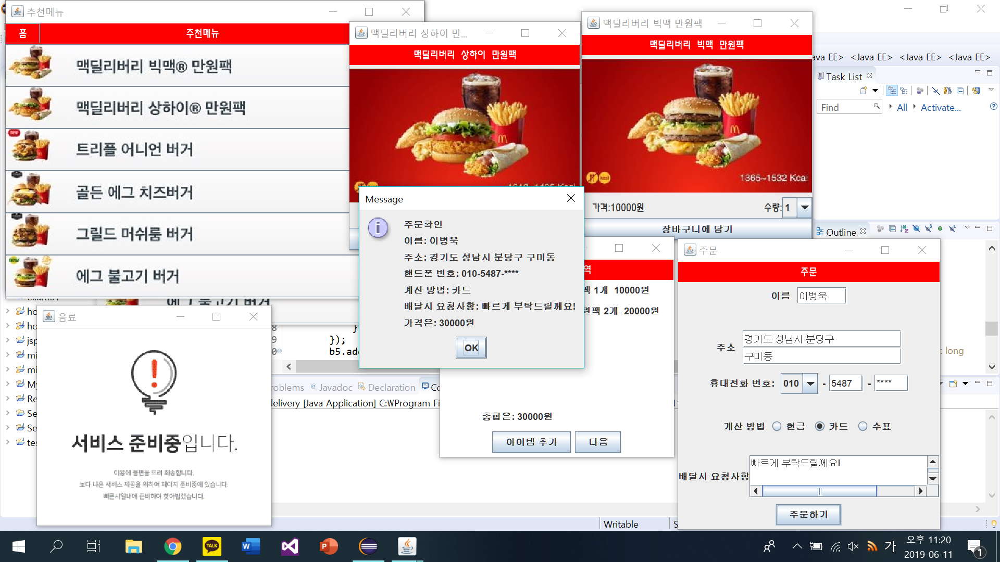 추천메뉴
홈
추천메뉴
맥딜리버리 빅맥® 만원팩
맥딜리버리 상하이® 만원팩
new
트리플 어니언 버거
골든 에그 치즈버거
그릴드 머쉬룸 버거
new
에그 불고기 버거
맥딜리버리 상하이 만...
맥딜리버리 상하이 만원팩
맥딜리버리 빅맥 만원팩
맥딜리버리 빅맥 만원팩
1365~1532 Kcal
가격:10000원
수량: 1
장바구니에 담기
ava EE> <Java EE> <Java EE> <Java EE>
Task List
Find
All
Activate...
Outline
: long
Message
주문확인
이름: 이병욱
주소: 경기도 성남시 분당구 구미동
핸드폰 번호: 010-5487-****
계산 방법: 카드
배달시 요청사항: 빠르게 부탁드릴께요!
가격은: 30000원
OK
역
팩 1개 10000원
원팩 2개 20000원
총합은: 30000원
아이템 추가
다음
주문
주문
이름 이병욱
주소 경기도 성남시 분당구
구미동
휴대전화 번호: 010 - 5487 - ****
계산 방법 현금 카드 수표
배달시 요청사항 빠르게 부탁드릴께요!
주문하기
음료
서비스 준비중입니다.
이용에 불편을 드려 죄송합니다.
보다 나은 서비스 제공을 위하여 페이지 준비중에 있습니다.
빠른시일내에 준비하여 찾아뵙겠습니다.
ho
ho
jsp
mi
mi
My
Re
Se
Se
tes
8 }
9 });
0 b5.add
roblems
Javadoc
Declaration
Co
delivery [Java Application] C:\Program Fi
Writable
TALK
가
오후 11:20
2019-06-11
1